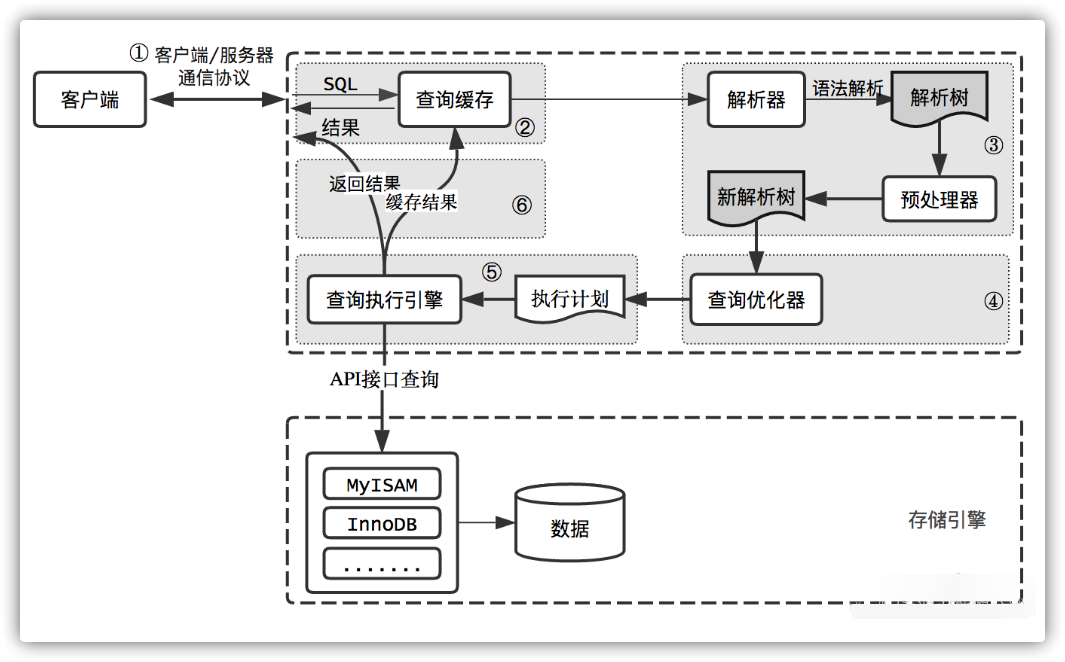 ① 客户端/服务器
通信协议
客户端
SQL
查询缓存
②
结果
解析器
语法解析
解析树
③
预处理器
新解析树
返回结果
缓存结果
⑥
⑤
查询执行引擎
执行计划
查询优化器
④
API接口查询
MyISAM
InnoDB
.......
数据
存储引擎